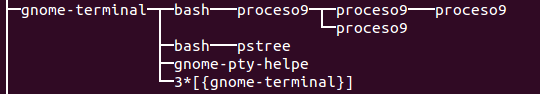 gnome-terminal─┬─bash───proceso9─┬─proceso9───proceso9
proceso9
bash───pstree
gnome-pty-helpe
3*[{gnome-terminal}]